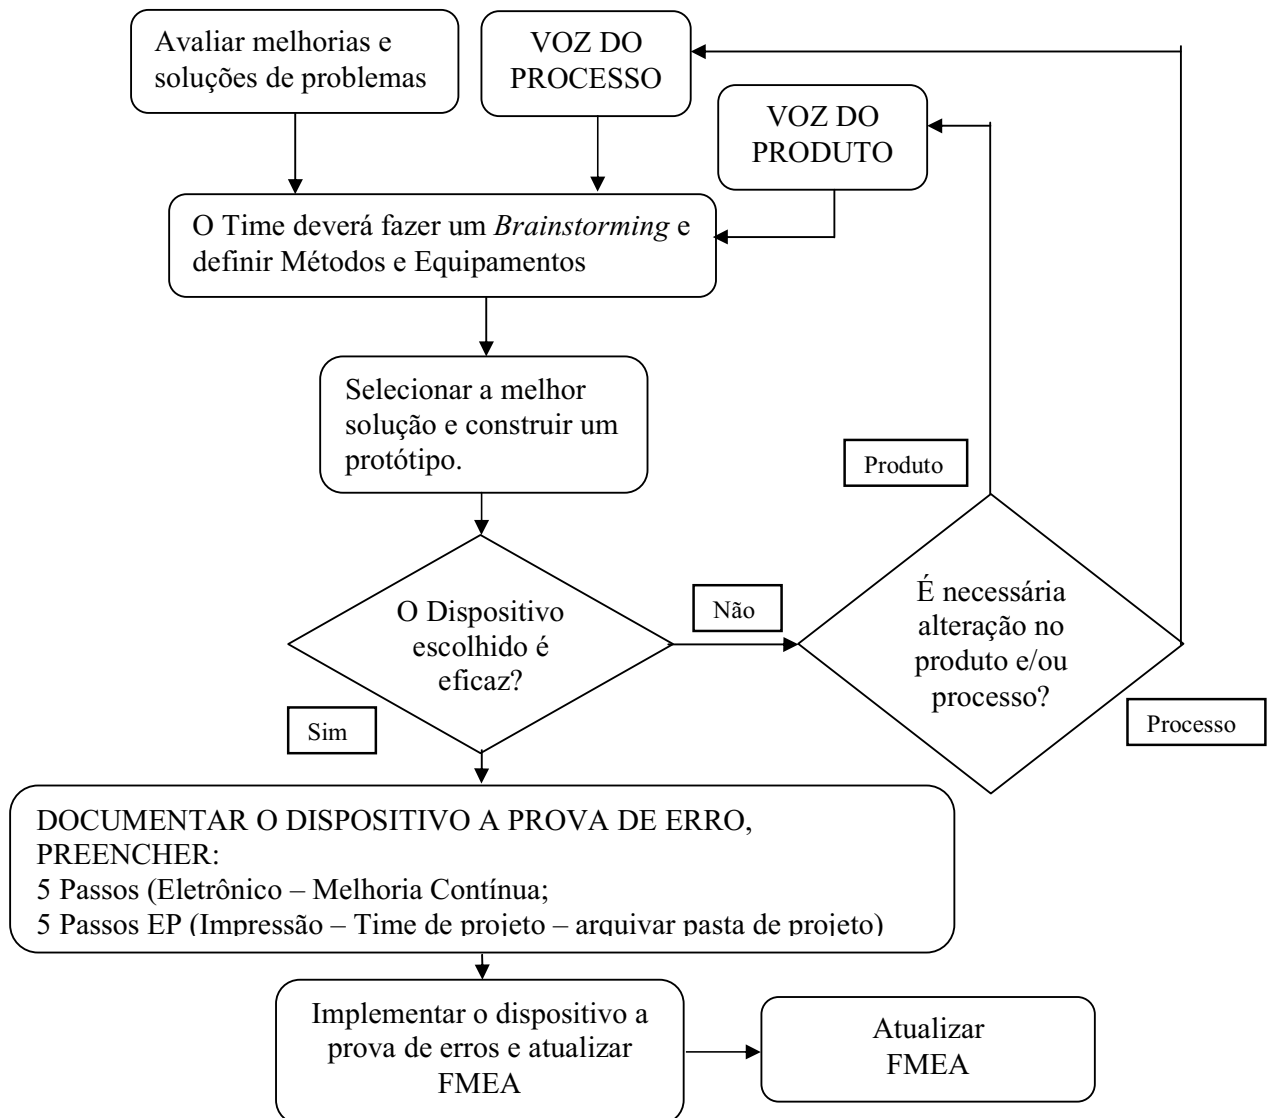 Avaliar melhorias e
soluções de problemas
VOZ DO
PROCESSO
VOZ DO
PRODUTO
O Time deverá fazer um Brainstorming e
definir Métodos e Equipamentos
Selecionar a melhor
solução e construir um
protótipo.
Produto
O Dispositivo
escolhido é
eficaz?
Não
É necessária
alteração no
produto e/ou
processo?
Sim
Processo
DOCUMENTAR O DISPOSITIVO A PROVA DE ERRO,
PREENCHER:
5 Passos (Eletrônico – Melhoria Contínua;
5 Passos EP (Impressão – Time de projeto – arquivar pasta de projeto)
Implementar o dispositivo a
prova de erros e atualizar
FMEA
Atualizar
FMEA